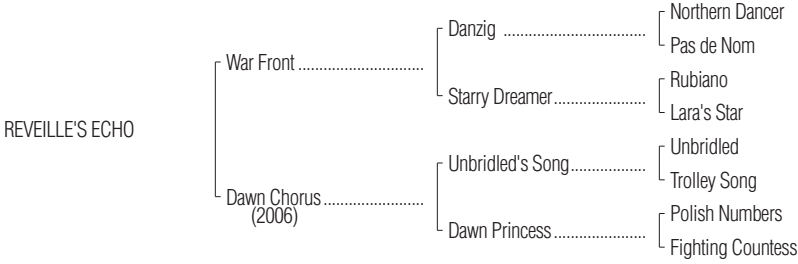 Northern Dancer
Danzig ..................................
Pas de Nom
War Front ..............................
Rubiano
Starry Dreamer......................
Lara's Star
REVEILLE'S ECHO
Unbridled
Unbridled's Song..................
Trolley Song
Dawn Chorus........................
(2006)
Polish Numbers
Dawn Princess......................
Fighting Countess